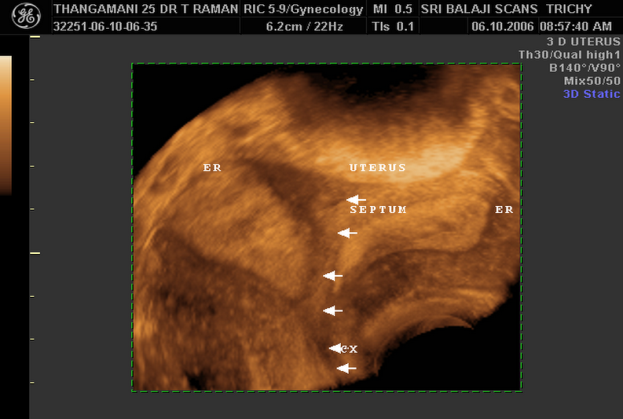 THANGAMANI 25 DR T RAMAN RIC 5-9/Gynecology MI 0.5 SRI BALAJI SCANS TRICHY
32251-06-10-06-35 6.2cm / 22Hz TIs 0.1 06.10.2006 08:57:40 AM
3 D UTERUS
Th30/Qual high1
B140°/V90°
Mix50/50
3D Static
ER UTERUS
SEPTUM ER
CX